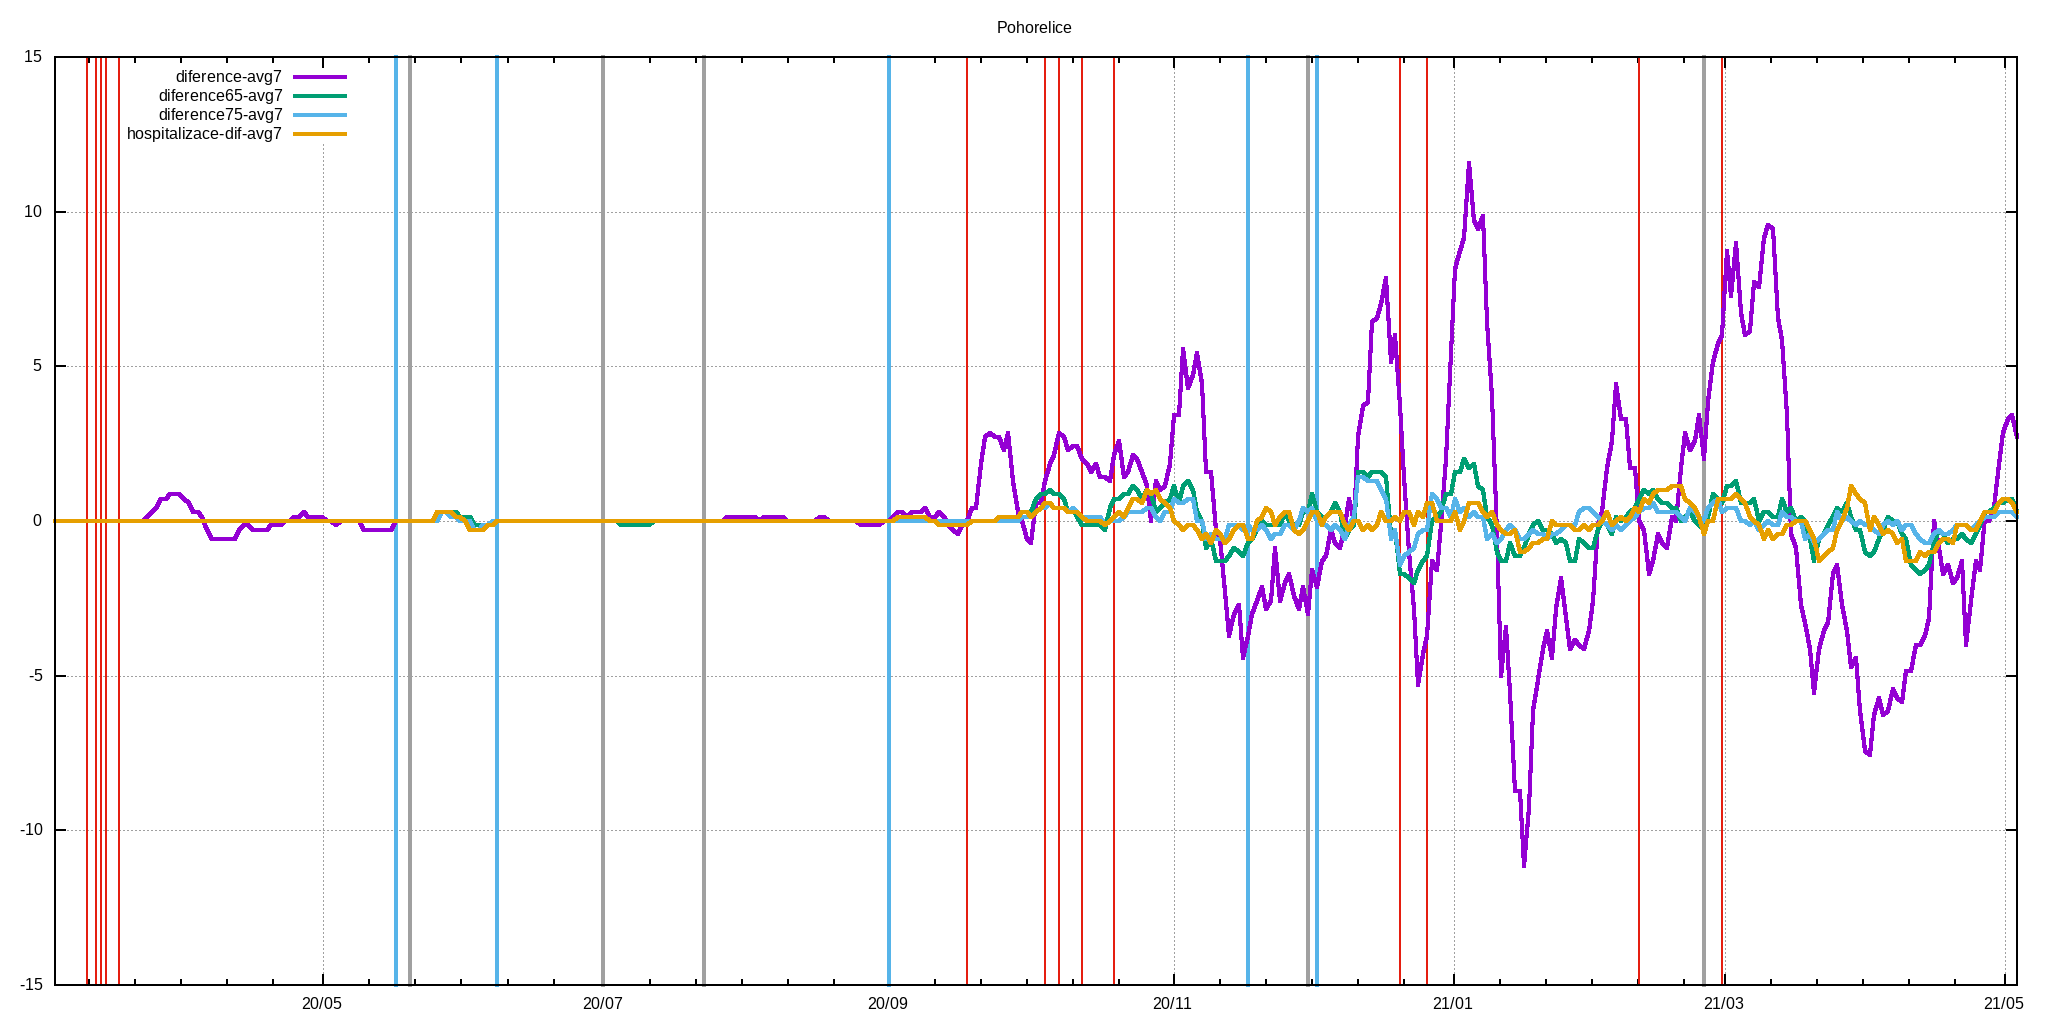 Pohorelice
diference-avg7
diference65-avg7
diference75-avg7
hospitalizace-dif-avg7
15
10
5
0
-5
-10
-15
20/05 20/07 20/09 20/11 21/01 21/03 21/05